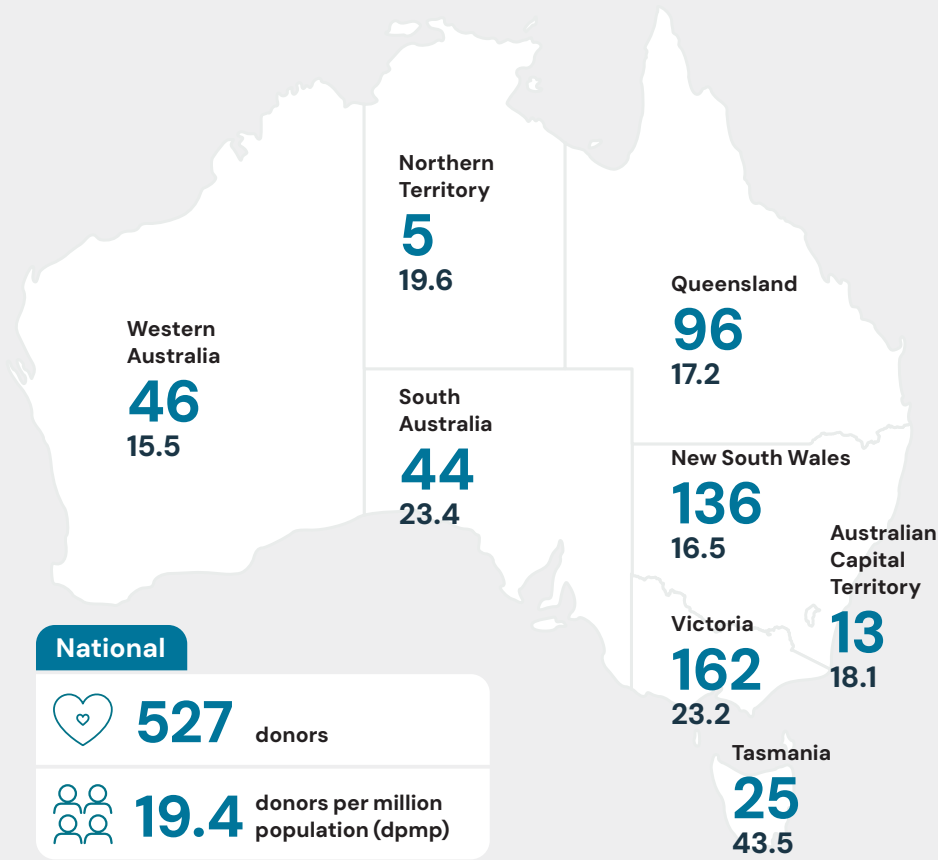 Northern
Territory
5
19.6
Queensland
96
17.2
Western
Australia
46
15.5
South
Australia
44
23.4
New South Wales
136
16.5
Australian
Capital
Territory
13
18.1
Victoria
162
23.2
Tasmania
25
43.5
National
527 donors
19.4 donors per million
population (dpmp)